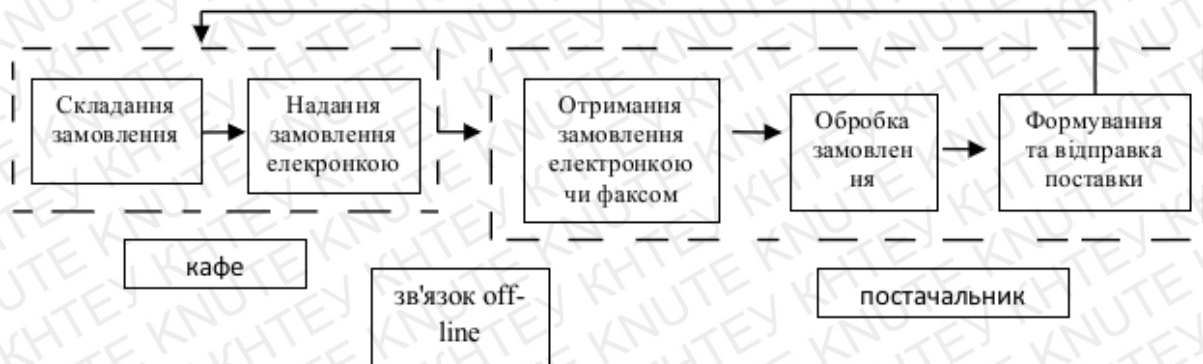 Складання
замовлення
Надання
замовлення
елекронкою
Отримання
замовлення
електронкою
чи факсом
Обробка
замовлен
ня
Формування
та відправка
поставки
кафе
зв'язок off-
line
постачальник